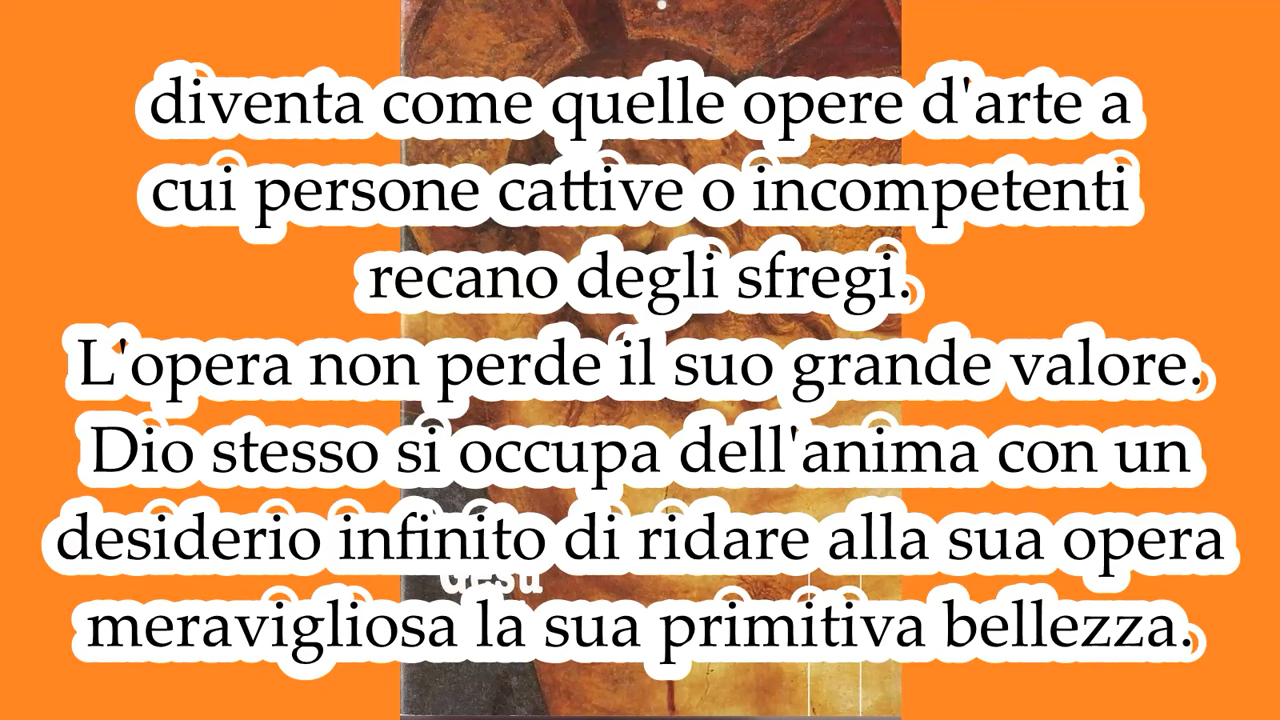 diventa come quelle opere d'arte a
cui persone cattive o incompetenti
recano degli sfregi.
L'opera non perde il suo grande valore.
Dio stesso si occupa dell'anima con un
desiderio infinito di ridare alla sua opera
Gesù
meravigliosa la sua primitiva bellezza.